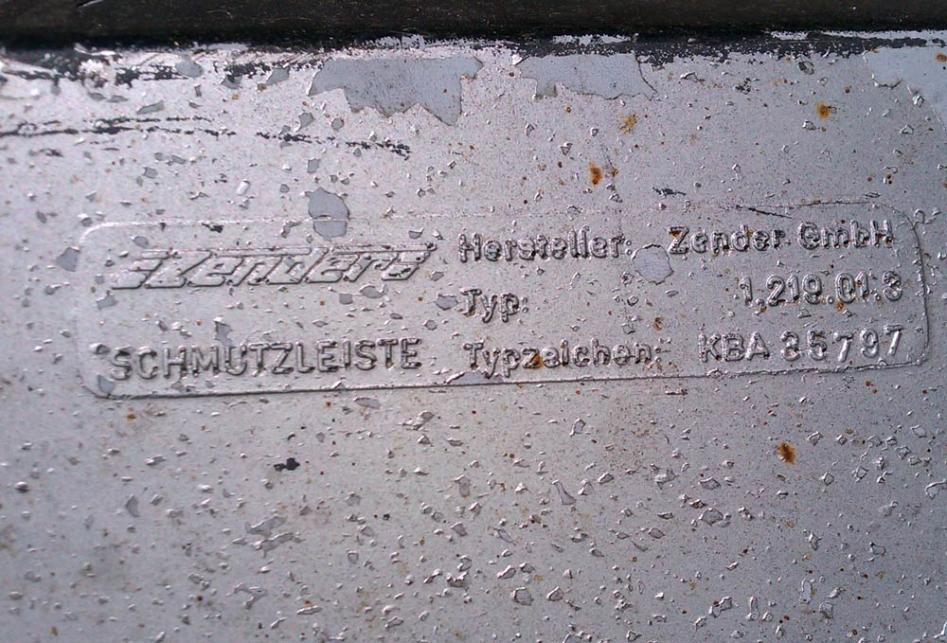 Zender Hersteller: Zender GmbH
Typ: 1.219.01.3
SCHMUTZLEISTE Typzeichen: KBA 35797